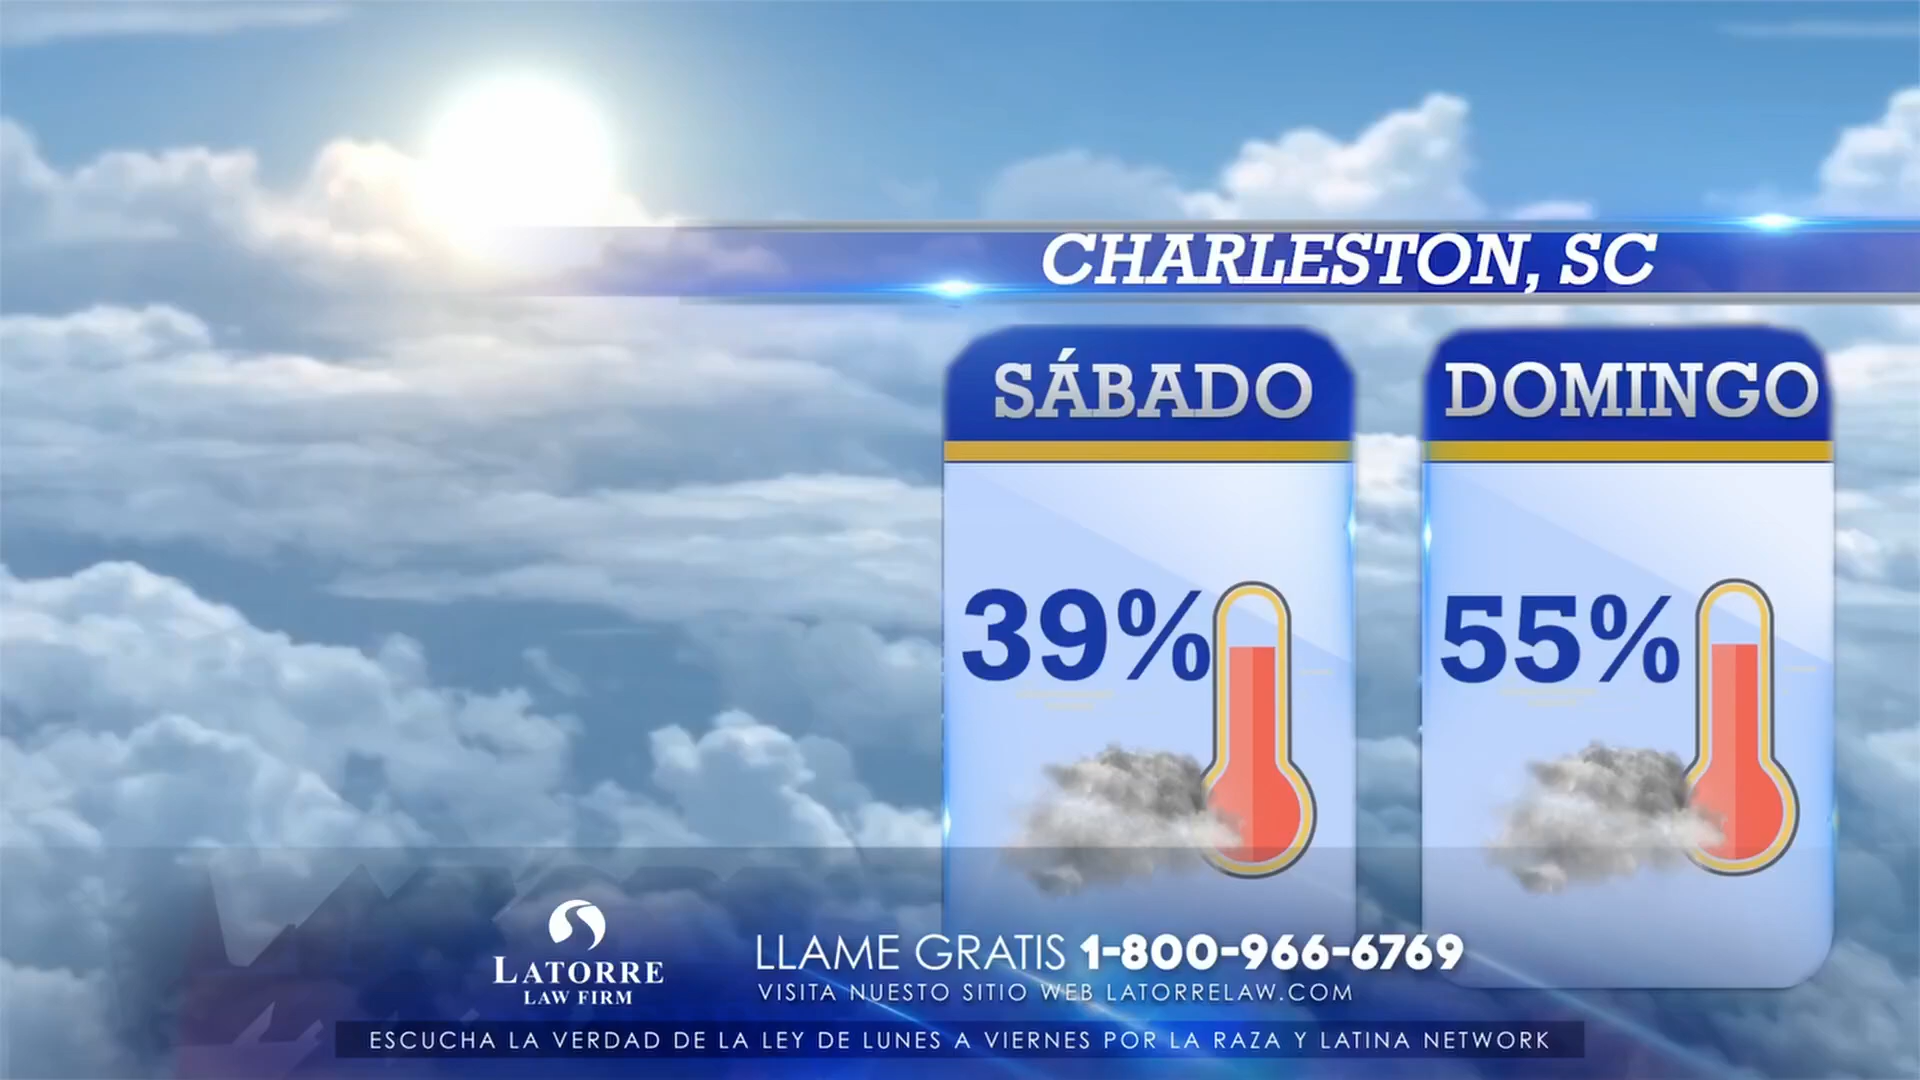 CHARLESTON, SC
SÁBADO
DOMINGO
39%
55%
LATORRE
LAW FIRM
LLAME GRATIS 1-800-966-6769
VISITA NUESTO SITIO WEB LATORRELAW.COM
ESCUCHA LA VERDAD DE LA LEY DE LUNES A VIERNES POR LA RAZA Y LATINA NETWORK